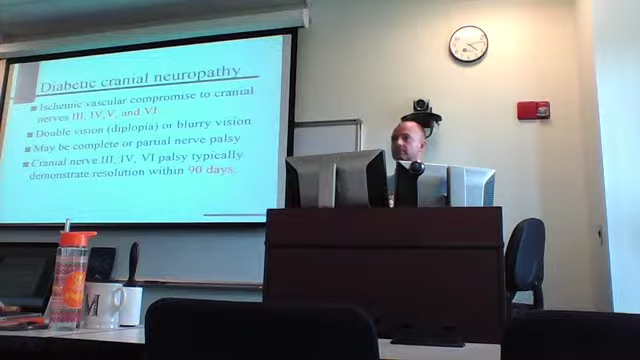 Diabetic cranial neuropathy
Ischemic vascular compromise to cranial
nerves III, IV,V, and VI
Double vision (diplopia) or blurry vision
May be complete or partial nerve palsy
Cranial nerve III, IV, VI palsy typically
demonstrate resolution within 90 days.